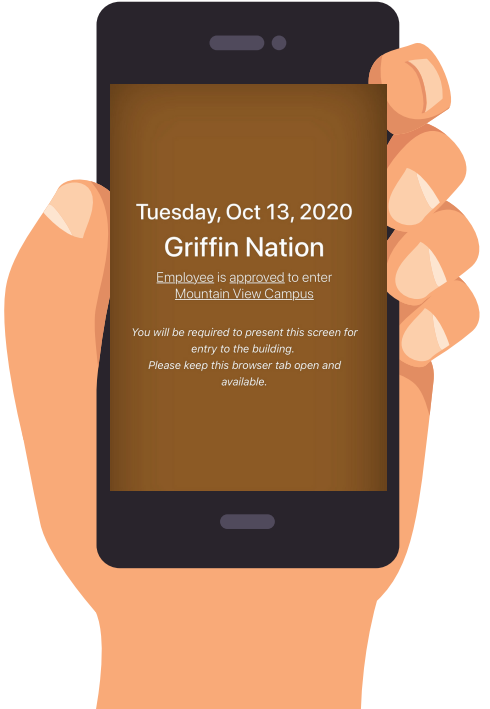 Tuesday, Oct 13, 2020
Griffin Nation
Employee is approved to enter
Mountain View Campus
You will be required to present this screen for
entry to the building.
Please keep this browser tab open and
available.